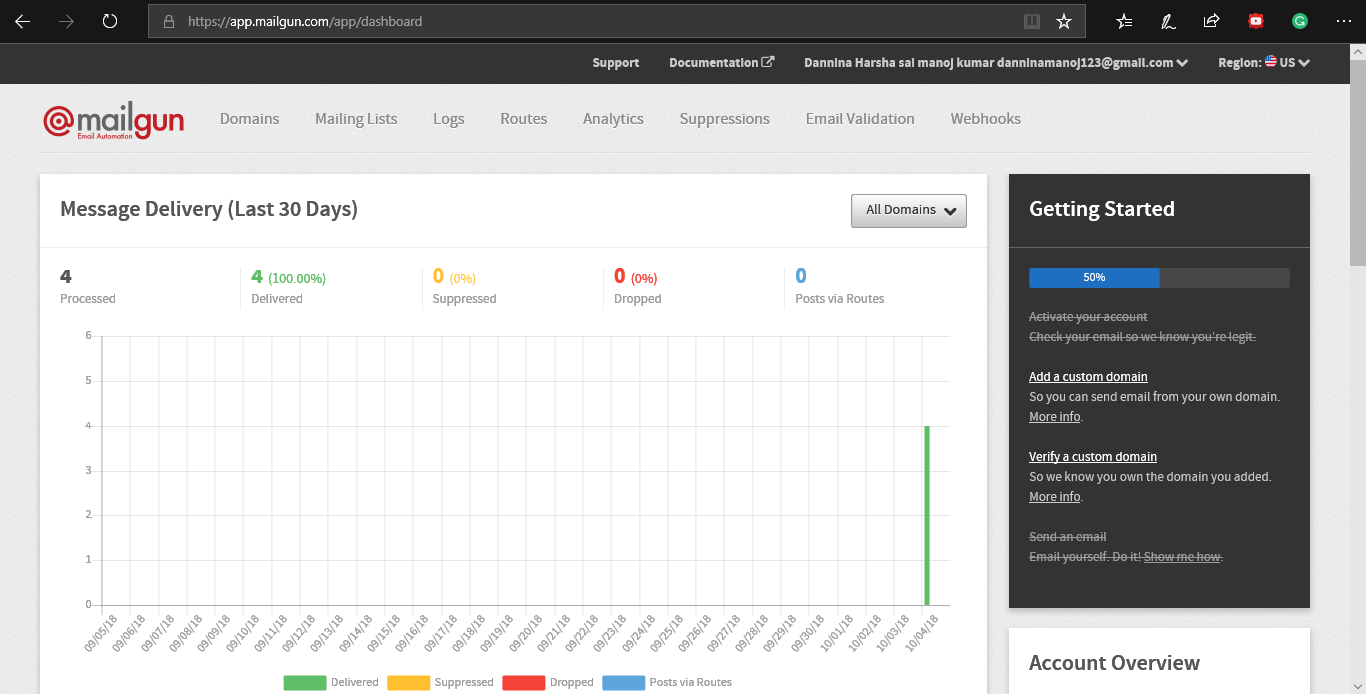 https://app.mailgun.com/app/dashboard
Support Documentation Dannina Harsha sai manoj kumar danninamanoj123@gmail.com Region: US
@mailgun
Email Automation
Domains Mailing Lists Logs Routes Analytics Suppressions Email Validation Webhooks
Message Delivery (Last 30 Days)
All Domains
4
Processed
4 (100.00%)
Delivered
0 (0%)
Suppressed
0 (0%)
Dropped
0
Posts via Routes
6
5
4
3
2
1
0
09/05/18 09/06/18 09/07/18 09/08/18 09/09/18 09/10/18 09/11/18 09/12/18 09/13/18 09/14/18 09/15/18 09/16/18 09/17/18 09/18/18 09/19/18 09/20/18 09/21/18 09/22/18 09/23/18 09/24/18 09/25/18 09/26/18 09/27/18 09/28/18 09/29/18 09/30/18 10/01/18 10/02/18 10/03/18 10/04/18
Delivered Suppressed Dropped Posts via Routes
Getting Started
50%
Activate your account
Check your email so we know you're legit.
Add a custom domain
So you can send email from your own domain.
More info.
Verify a custom domain
So we know you own the domain you added.
More info.
Send an email
Email yourself. Do it! Show me how.
Account Overview